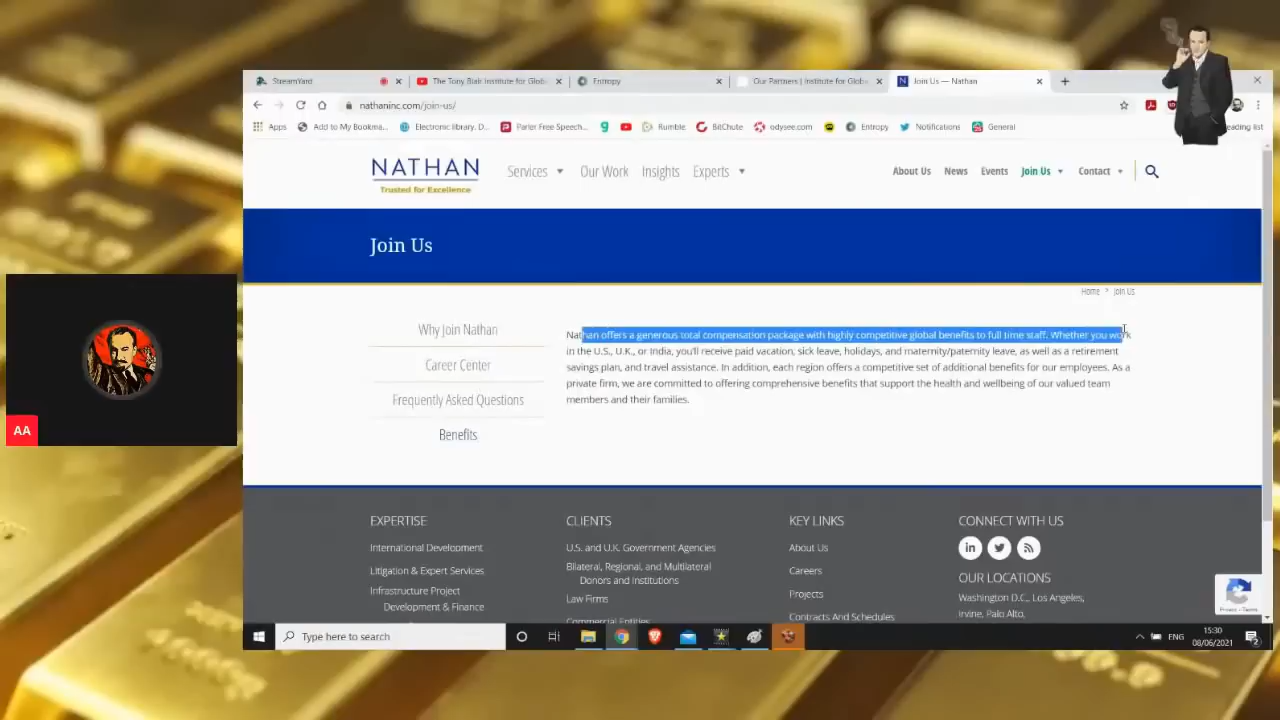 StreamYard
The Tony Blair Institute for Glob
Entropy
Our Partners | Institute for Glob
Join Us — Nathan
nathaninc.com/join-us/
Apps
Add to My Bookma...
Electronic library. D...
Parler Free Speech...
Rumble
BitChute
odysee.com
Entropy
Notifications
General
eading list
NATHAN
Trusted for Excellence
Services
Our Work
Insights
Experts
About Us
News
Events
Join Us
Contact
Join Us
Home > Join Us
Why Join Nathan
Career Center
Frequently Asked Questions
Benefits
Nathan offers a generous total compensation package with highly competitive global benefits to full time staff. Whether you work
in the U.S., U.K., or India, you'll receive paid vacation, sick leave, holidays, and maternity/paternity leave, as well as a retirement
savings plan, and travel assistance. In addition, each region offers a competitive set of additional benefits for our employees. As a
private firm, we are committed to offering comprehensive benefits that support the health and wellbeing of our valued team
members and their families.
AA
EXPERTISE
International Development
Litigation & Expert Services
Infrastructure Project
Development & Finance
CLIENTS
U.S. and U.K. Government Agencies
Bilateral, Regional, and Multilateral
Donors and Institutions
Law Firms
Commercial Entities
KEY LINKS
About Us
Careers
Projects
Contracts And Schedules
CONNECT WITH US
in
OUR LOCATIONS
Washington D.C., Los Angeles,
Irvine, Palo Alto,
Privacy - Terms
Type here to search
ENG
15:30
08/06/2021
2